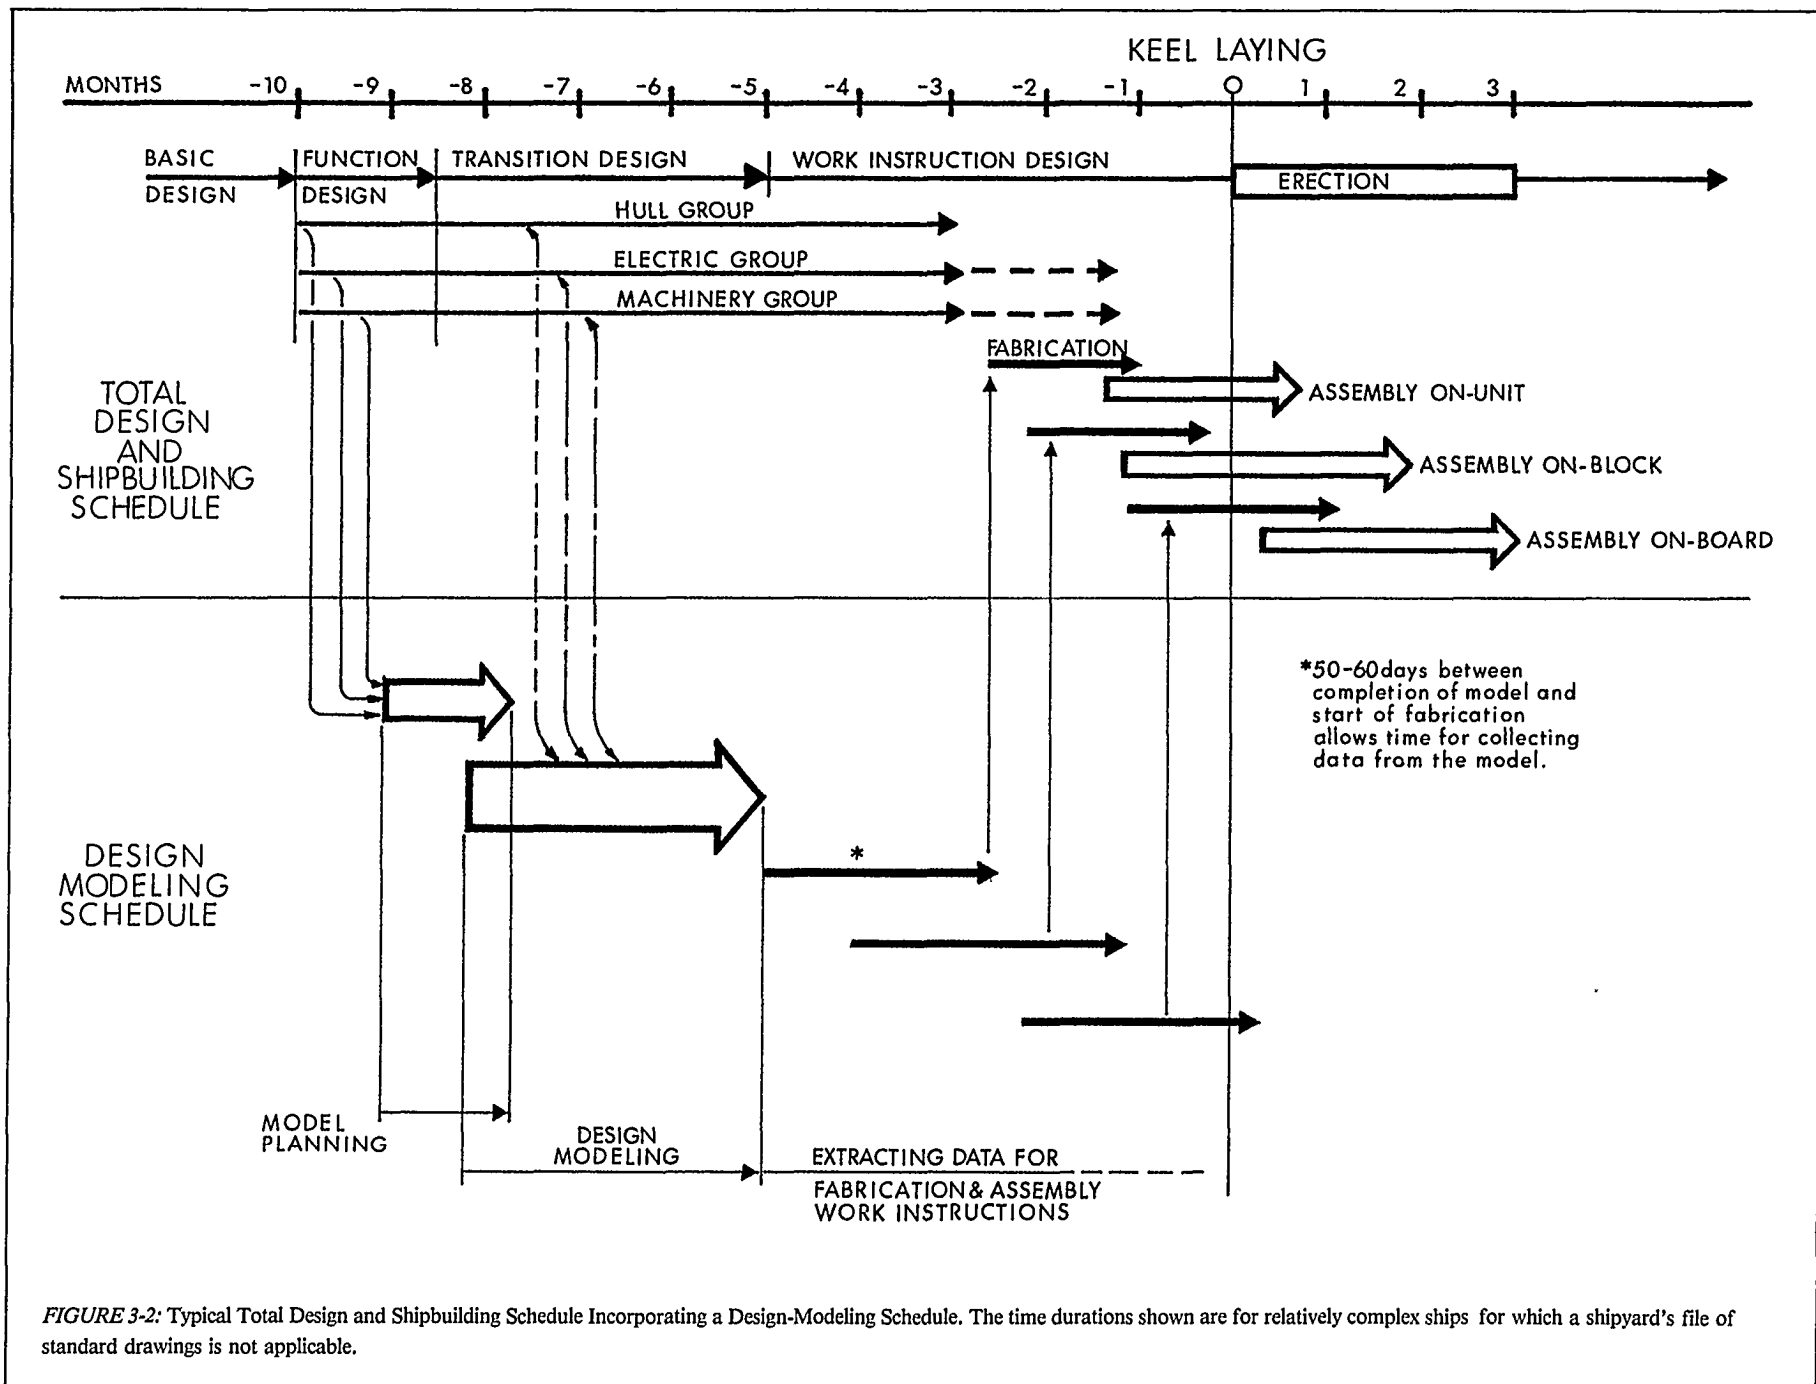 KEEL LAYING
MONTHS -10 -9 -8 -7 -6 -5 -4 -3 -2 -1 0 1 2 3
BASIC
DESIGN
FUNCTION
DESIGN
TRANSITION DESIGN
WORK INSTRUCTION DESIGN
ERECTION
HULL GROUP
ELECTRIC GROUP
MACHINERY GROUP
FABRICATION
ASSEMBLY ON-UNIT
ASSEMBLY ON-BLOCK
ASSEMBLY ON-BOARD
TOTAL
DESIGN
AND
SHIPBUILDING
SCHEDULE
*50-60days between
completion of model and
start of fabrication
allows time for collecting
data from the model.
DESIGN
MODELING
SCHEDULE
*
MODEL
PLANNING
DESIGN
MODELING
EXTRACTING DATA FOR
FABRICATION & ASSEMBLY
WORK INSTRUCTIONS
FIGURE 3-2: Typical Total Design and Shipbuilding Schedule Incorporating a Design-Modeling Schedule. The time durations shown are for relatively complex ships for which a shipyard's file of
standard drawings is not applicable.